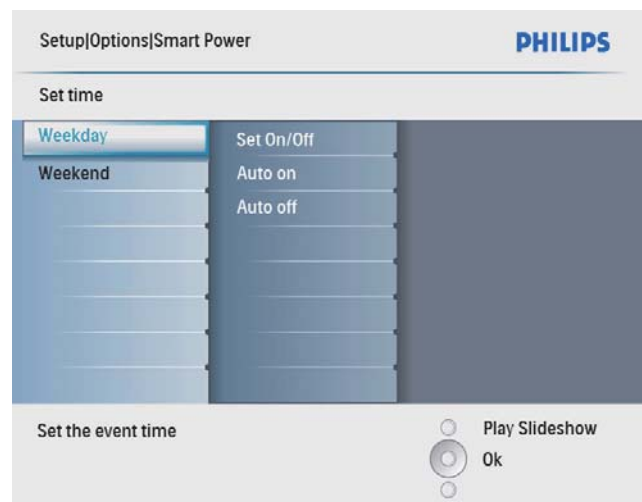 Setup|Options|Smart Power
PHILIPS
Set time
Weekday
Set On/Off
Weekend
Auto on
Auto off
Set the event time
Play Slideshow
Ok